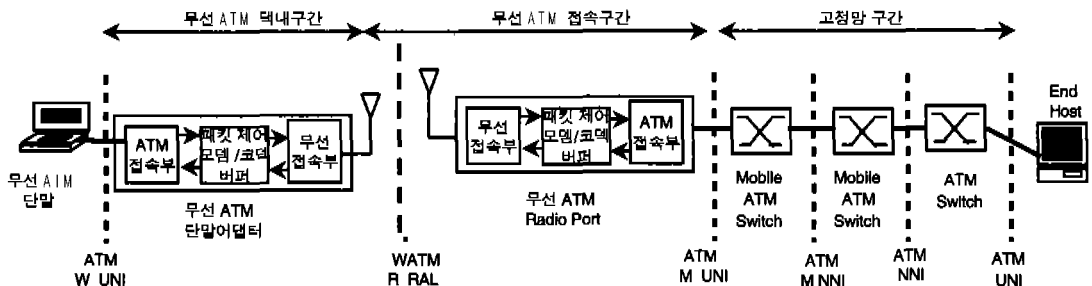 무선 ATM 댁내구간
무선 ATM 접속구간
고정망 구간
End
Host
ATM
접속부
패킷 제어
모뎀/코덱
버퍼
무선
접속부
무선
접속부
패킷 제어
모뎀/코덱
버퍼
ATM
접속부
무선 ATM
단말
무선 ATM
단말어댑터
무선 ATM
Radio Port
Mobile
ATM
Switch
Mobile
ATM
Switch
ATM
Switch
ATM
W UNI
WATM
R RAL
ATM
M UNI
ATM
M NNI
ATM
NNI
ATM
UNI